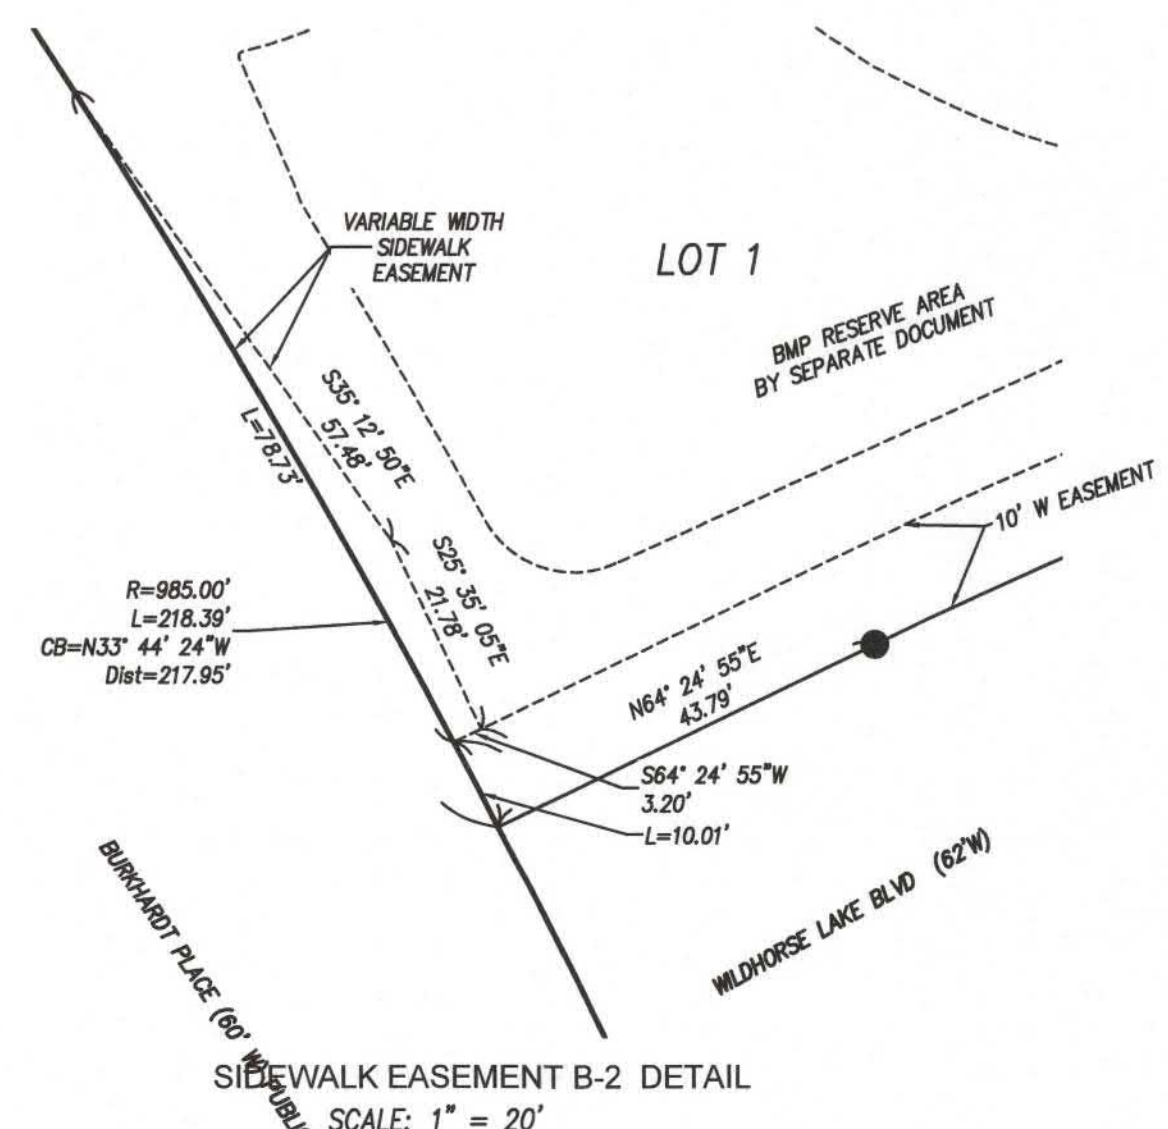 VARIABLE WIDTH
SIDEWALK
EASEMENT
LOT 1
BMP RESERVE AREA
BY SEPARATE DOCUMENT
S35° 12' 50"E
57.48'
L=78.73'
10' W EASEMENT
S25° 35' 05"E
21.78'
R=985.00'
L=218.39'
CB=N33° 44' 24"W
Dist=217.95'
N64° 24' 55"E
43.79'
S64° 24' 55"W
3.20'
L=10.01'
BURKHARDT PLACE (60'
WILDHORSE LAKE BLVD (62'W)
SIDEWALK EASEMENT B-2 DETAIL
SCALE: 1" = 20'